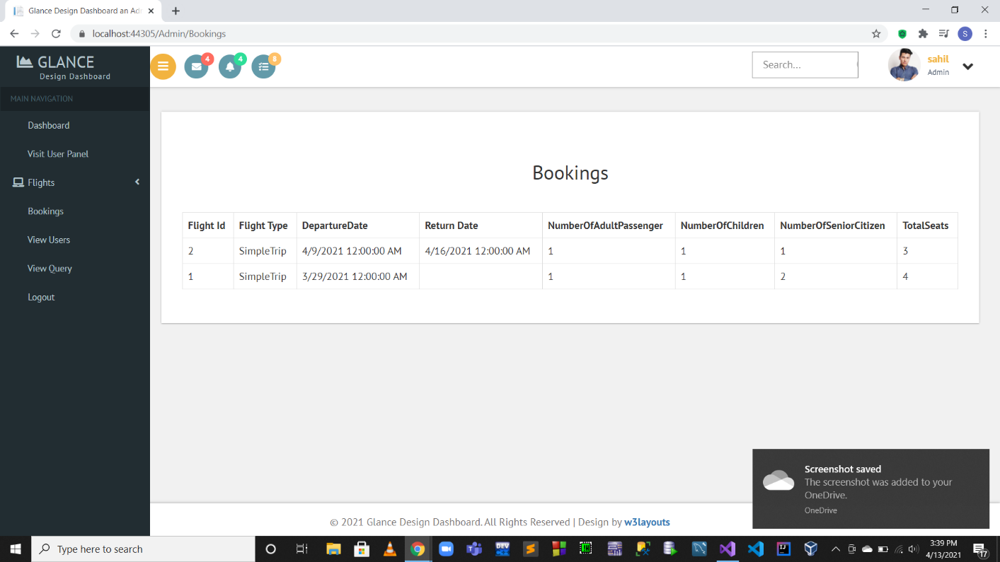 Glance Design Dashboard an Adm
localhost:44305/Admin/Bookings
S
GLANCE
Design Dashboard
4
4
8
Search...
sahil
Admin
MAIN NAVIGATION
Dashboard
Visit User Panel
Flights
Bookings
View Users
View Query
Logout
Bookings
Flight Id Flight Type DepartureDate Return Date NumberOfAdultPassenger NumberOfChildren NumberOfSeniorCitizen TotalSeats
2 SimpleTrip 4/9/2021 12:00:00 AM 4/16/2021 12:00:00 AM 1 1 1 3
1 SimpleTrip 3/29/2021 12:00:00 AM 1 1 2 4
Screenshot saved
The screenshot was added to your
OneDrive.
OneDrive
© 2021 Glance Design Dashboard. All Rights Reserved | Design by w3layouts
Type here to search
DEV
IJ
3:39 PM
4/13/2021
17